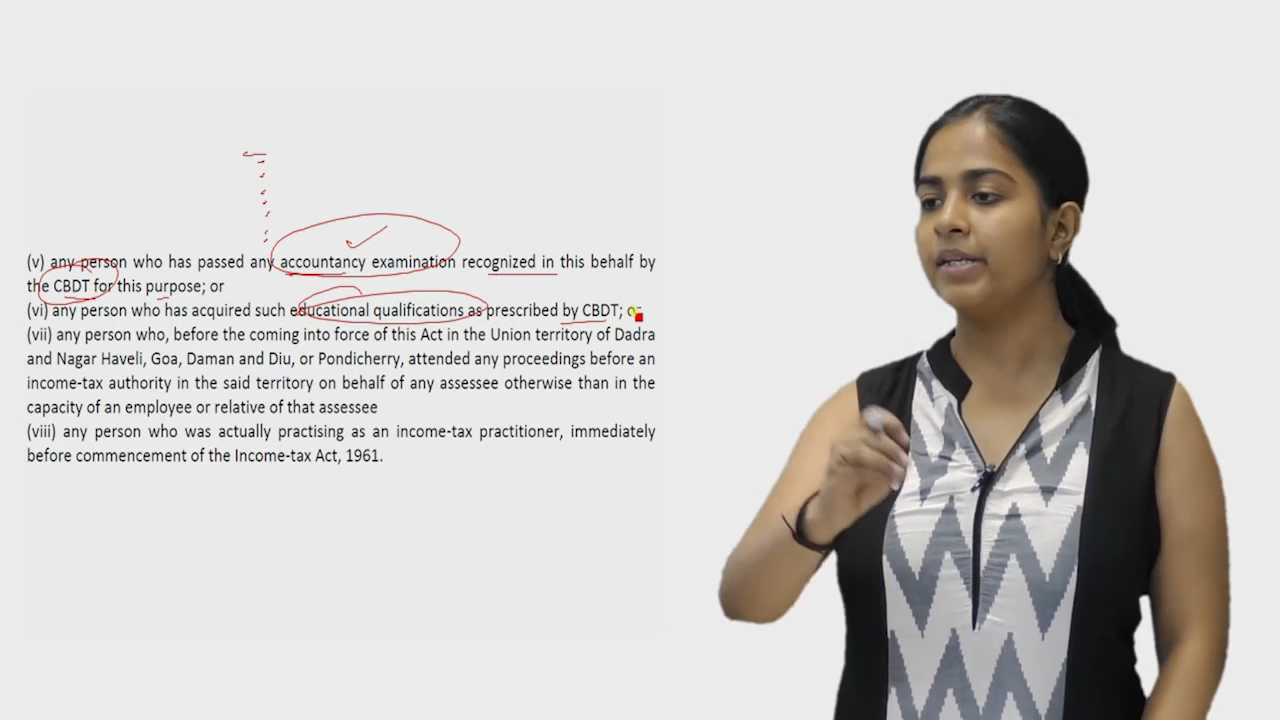 (v) any person who has passed any accountancy examination recognized in this behalf by
the CBDT for this purpose; or
(vi) any person who has acquired such educational qualifications as prescribed by CBDT; or
(vii) any person who, before the coming into force of this Act in the Union territory of Dadra
and Nagar Haveli, Goa, Daman and Diu, or Pondicherry, attended any proceedings before an
income-tax authority in the said territory on behalf of any assessee otherwise than in the
capacity of an employee or relative of that assessee
(viii) any person who was actually practising as an income-tax practitioner, immediately
before commencement of the Income-tax Act, 1961.